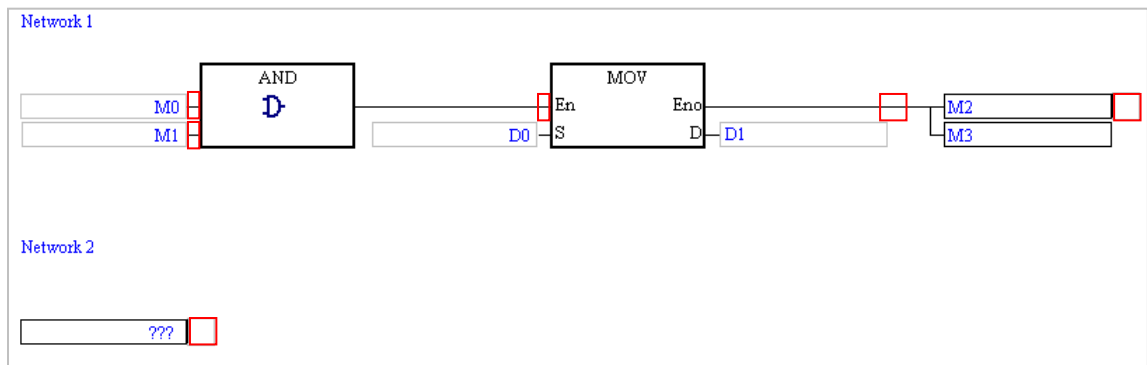 Network 1
AND MOV
M0 En Eno M2
M1 D0 S D D1 M3
Network 2
???